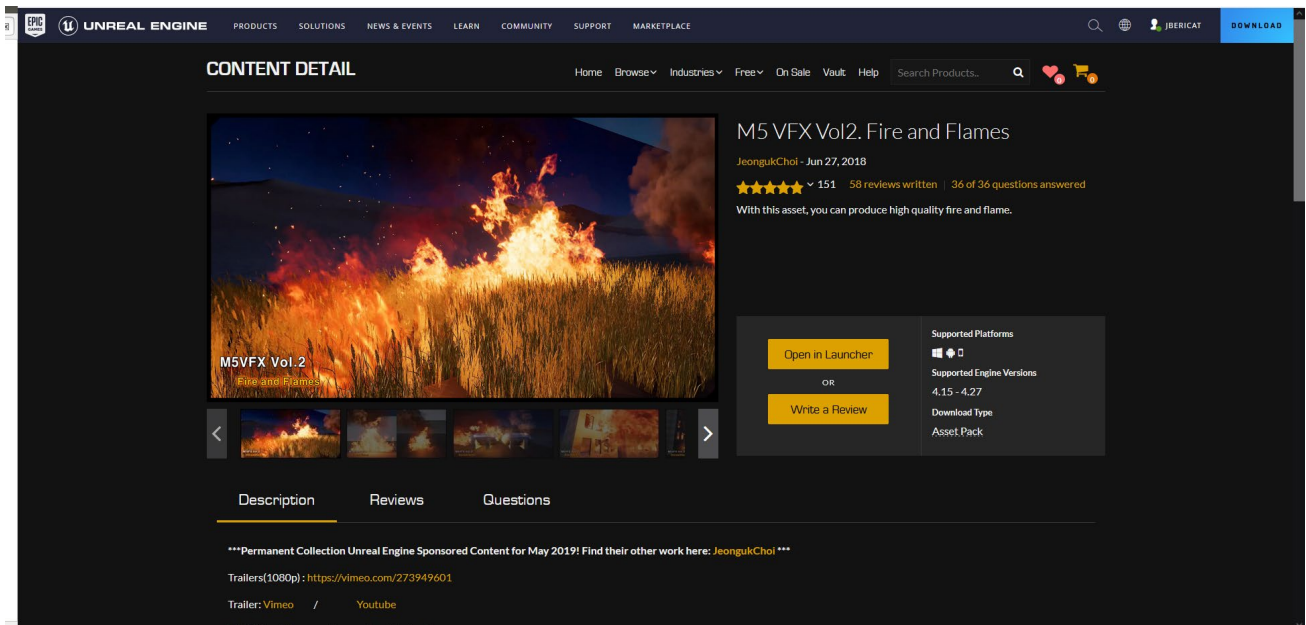 EPIC GAMES
UNREAL ENGINE PRODUCTS SOLUTIONS NEWS & EVENTS LEARN COMMUNITY SUPPORT MARKETPLACE JBERICAT DOWNLOAD
CONTENT DETAIL
Home Browse Industries Free On Sale Vault Help Search Products.. 0 0
M5 VFX Vol2. Fire and Flames
JeongukChoi - Jun 27, 2018
151 58 reviews written | 36 of 36 questions answered
With this asset, you can produce high quality fire and flame.
M5VFX Vol.2
Fire and Flames
Open in Launcher
OR
Write a Review
Supported Platforms
Supported Engine Versions
4.15 - 4.27
Download Type
Asset Pack
Description Reviews Questions
***Permanent Collection Unreal Engine Sponsored Content for May 2019! Find their other work here: JeongukChoi ***
Trailers(1080p) : https://vimeo.com/273949601
Trailer: Vimeo / Youtube